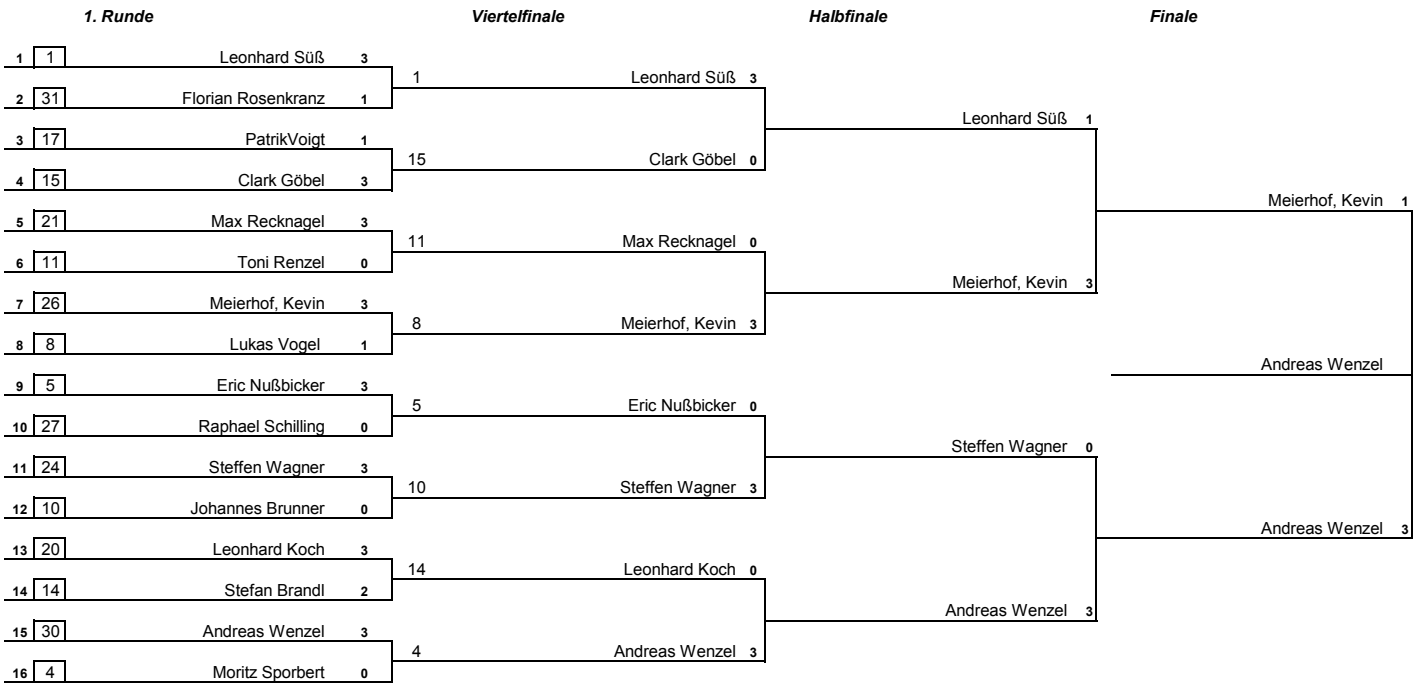 1. Runde Viertelfinale Halbfinale Finale
1 1 Leonhard Süß 3
1 Leonhard Süß 3
2 31 Florian Rosenkranz 1
Leonhard Süß 1
3 17 PatrikVoigt 1
15 Clark Göbel 0
4 15 Clark Göbel 3
Meierhof, Kevin 1
5 21 Max Recknagel 3
11 Max Recknagel 0
6 11 Toni Renzel 0
Meierhof, Kevin 3
7 26 Meierhof, Kevin 3
8 Meierhof, Kevin 3
8 8 Lukas Vogel 1
Andreas Wenzel
9 5 Eric Nußbicker 3
5 Eric Nußbicker 0
10 27 Raphael Schilling 0
Steffen Wagner 0
11 24 Steffen Wagner 3
10 Steffen Wagner 3
12 10 Johannes Brunner 0
Andreas Wenzel 3
13 20 Leonhard Koch 3
14 Leonhard Koch 0
14 14 Stefan Brandl 2
Andreas Wenzel 3
15 30 Andreas Wenzel 3
4 Andreas Wenzel 3
16 4 Moritz Sporbert 0